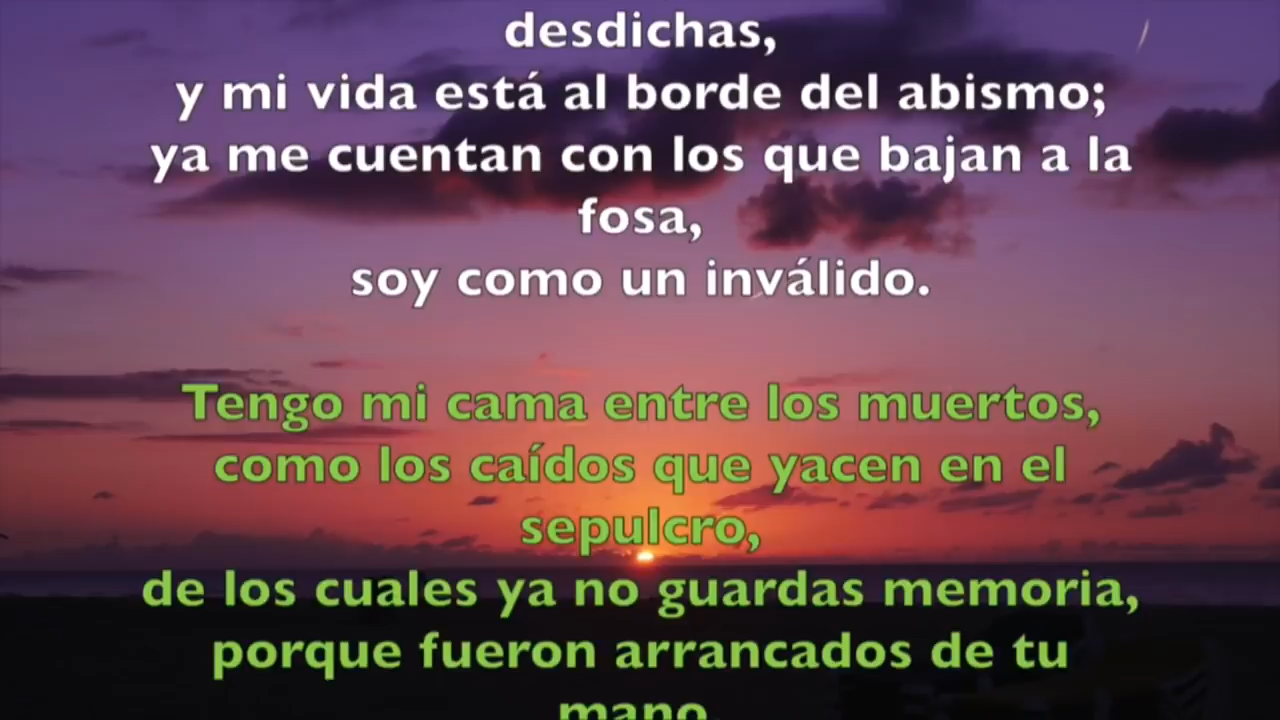 desdichas,
y mi vida está al borde del abismo;
ya me cuentan con los que bajan a la
fosa,
soy como un inválido.
Tengo mi cama entre los muertos,
como los caídos que yacen en el
sepulcro,
de los cuales ya no guardas memoria,
porque fueron arrancados de tu
mano.